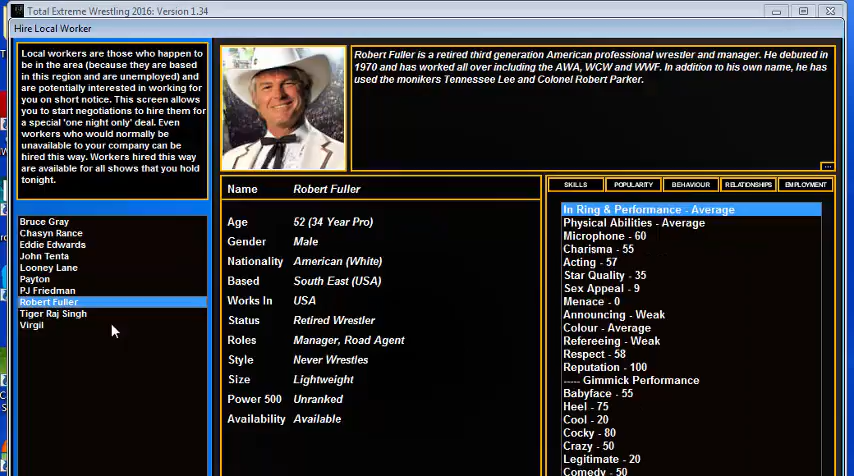 Total Extreme Wrestling 2016: Version 1.34
Hire Local Worker
Local workers are those who happen to
be in the area (because they are based
in this region and are unemployed) and
are potentially interested in working for
you on short notice. This screen allows
you to start negotiations to hire them for
a special 'one night only' deal. Even
workers who would normally be
unavailable to your company can be
hired this way. Workers hired this way
are available for all shows that you hold
tonight.
Robert Fuller is a retired third generation American professional wrestler and manager. He debuted in
1970 and has worked all over including the AWA, WCW and WWF. In addition to his own name, he has
used the monikers Tennessee Lee and Colonel Robert Parker.
...
Bruce Gray
Chasyn Rance
Eddie Edwards
John Tenta
Looney Lane
Payton
PJ Friedman
Robert Fuller
Tiger Raj Singh
Virgil
Name Robert Fuller
Age 52 (34 Year Pro)
Gender Male
Nationality American (White)
Based South East (USA)
Works In USA
Status Retired Wrestler
Roles Manager, Road Agent
Style Never Wrestles
Size Lightweight
Power 500 Unranked
Availability Available
SKILLS POPULARITY BEHAVIOUR RELATIONSHIPS EMPLOYMENT
In Ring & Performance - Average
Physical Abilities - Average
Microphone - 60
Charisma - 55
Acting - 57
Star Quality - 35
Sex Appeal - 9
Menace - 0
Announcing - Weak
Colour - Average
Refereeing - Weak
Respect - 58
Reputation - 100
----- Gimmick Performance
Babyface - 55
Heel - 75
Cool - 20
Cocky - 80
Crazy - 50
Legitimate - 20
Comedy - 50